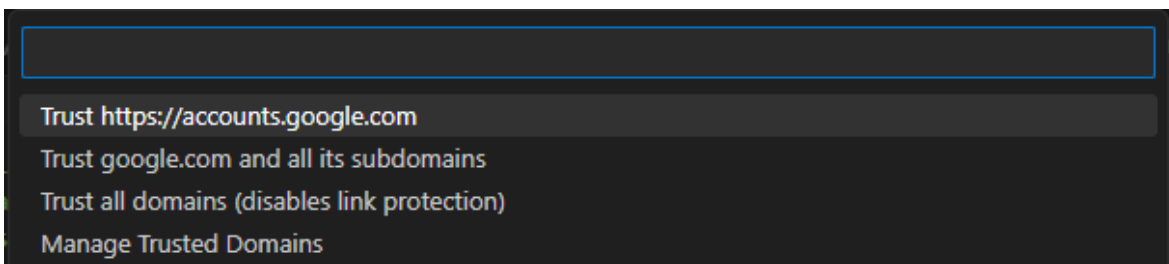 Trust https://accounts.google.com
Trust google.com and all its subdomains
Trust all domains (disables link protection)
Manage Trusted Domains